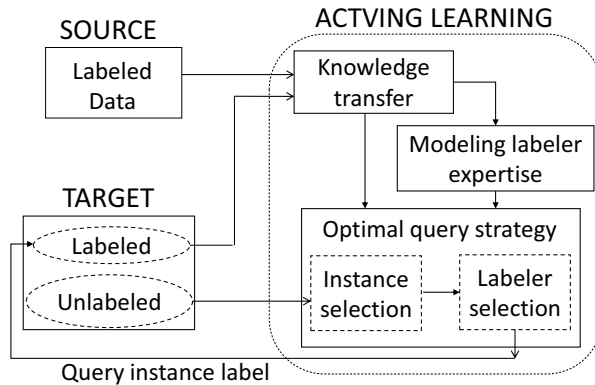 SOURCE
ACTVING LEARNING
Labeled
Data
Knowledge
transfer
Modeling labeler
expertise
TARGET
Labeled
Unlabeled
Optimal query strategy
Instance
selection
Labeler
selection
Query instance label